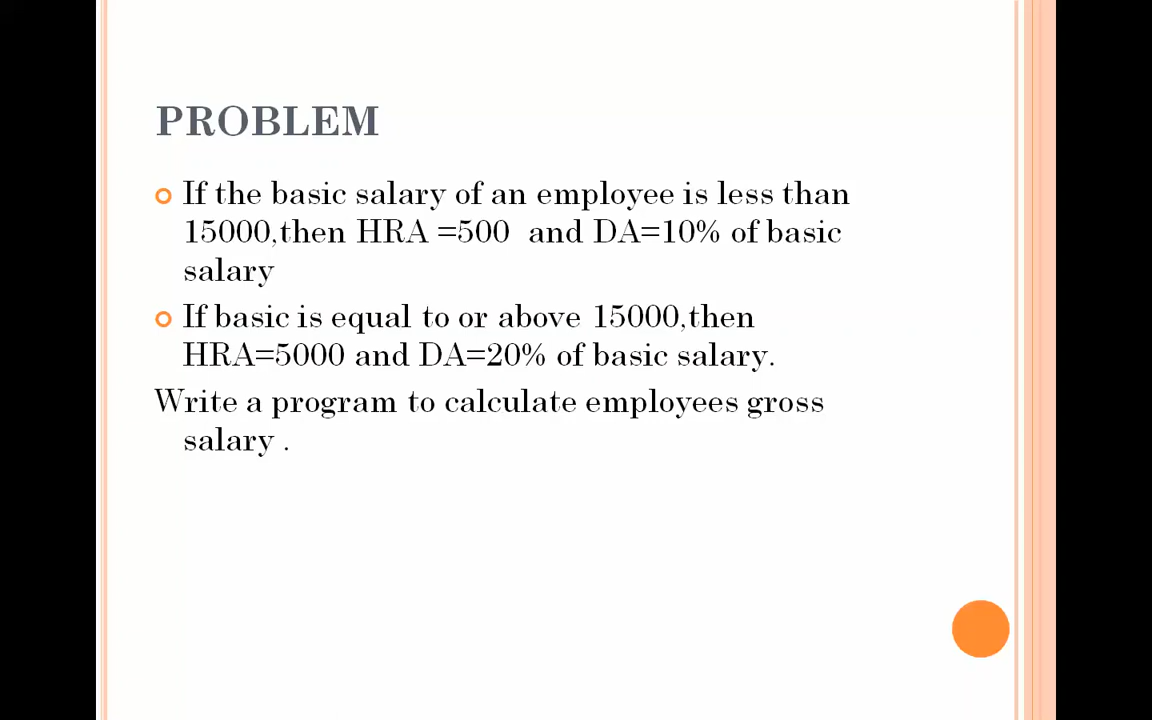 PROBLEM
If the basic salary of an employee is less than
15000,then HRA =500 and DA=10% of basic
salary
If basic is equal to or above 15000,then
HRA=5000 and DA=20% of basic salary.
Write a program to calculate employees gross
salary .